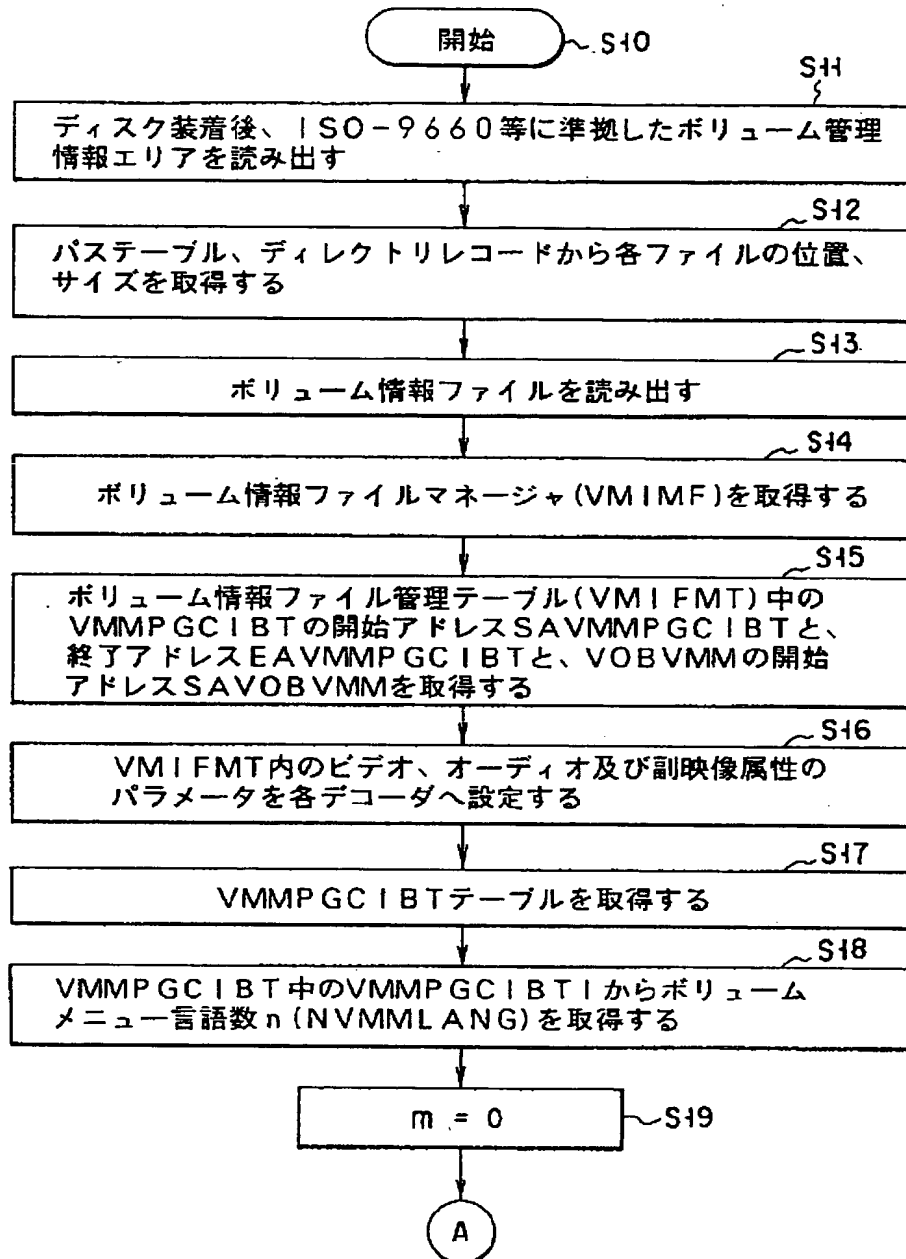 開始
S10
S11
ディスク装着後、ISO-9660等に準拠したボリューム管理
情報エリアを読み出す
S12
パステーブル、ディレクトリレコードから各ファイルの位置、
サイズを取得する
S13
ボリューム情報ファイルを読み出す
S14
ボリューム情報ファイルマネージャ(VMIMF)を取得する
S15
ボリューム情報ファイル管理テーブル(VMIFMT)中の
VMMPGCIBTの開始アドレスSAVMMPGCIBTと、
終了アドレスEAVMMPGCIBTと、VOBVMMの開始
アドレスSAVOBVMMを取得する
S16
VMIFMT内のビデオ、オーディオ及び副映像属性の
パラメータを各デコーダへ設定する
S17
VMMPGCIBTテーブルを取得する
S18
VMMPGCIBT中のVMMPGCIBTIからボリューム
メニュー言語数n(NVMMLANG)を取得する
m = 0
S19
A